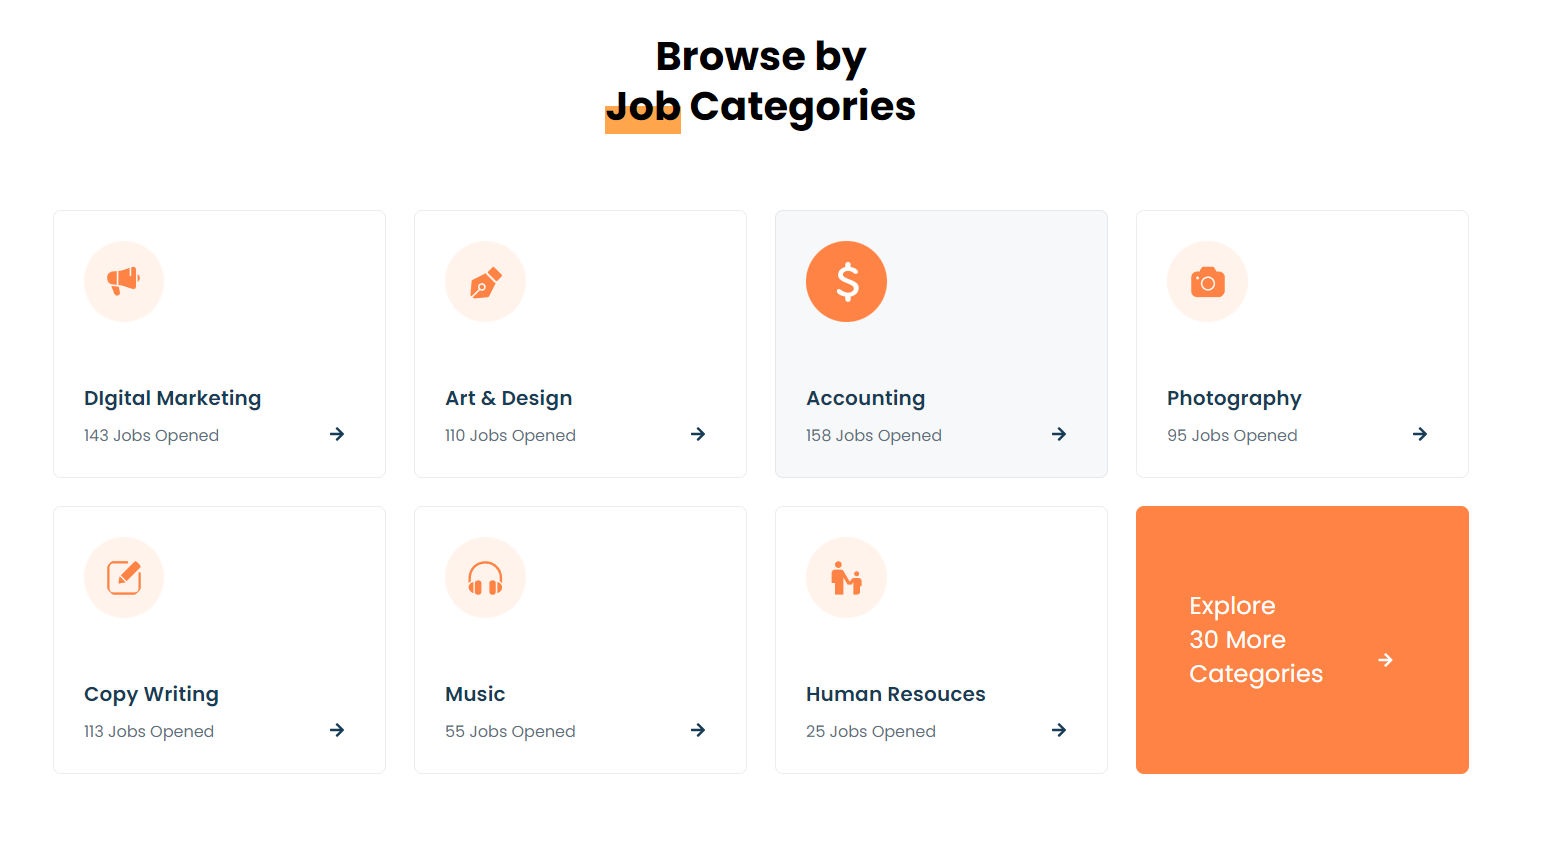 Browse by
Job Categories
DIgital Marketing
143 Jobs Opened
Art & Design
110 Jobs Opened
Accounting
158 Jobs Opened
Photography
95 Jobs Opened
Copy Writing
113 Jobs Opened
Music
55 Jobs Opened
Human Resouces
25 Jobs Opened
Explore
30 More
Categories